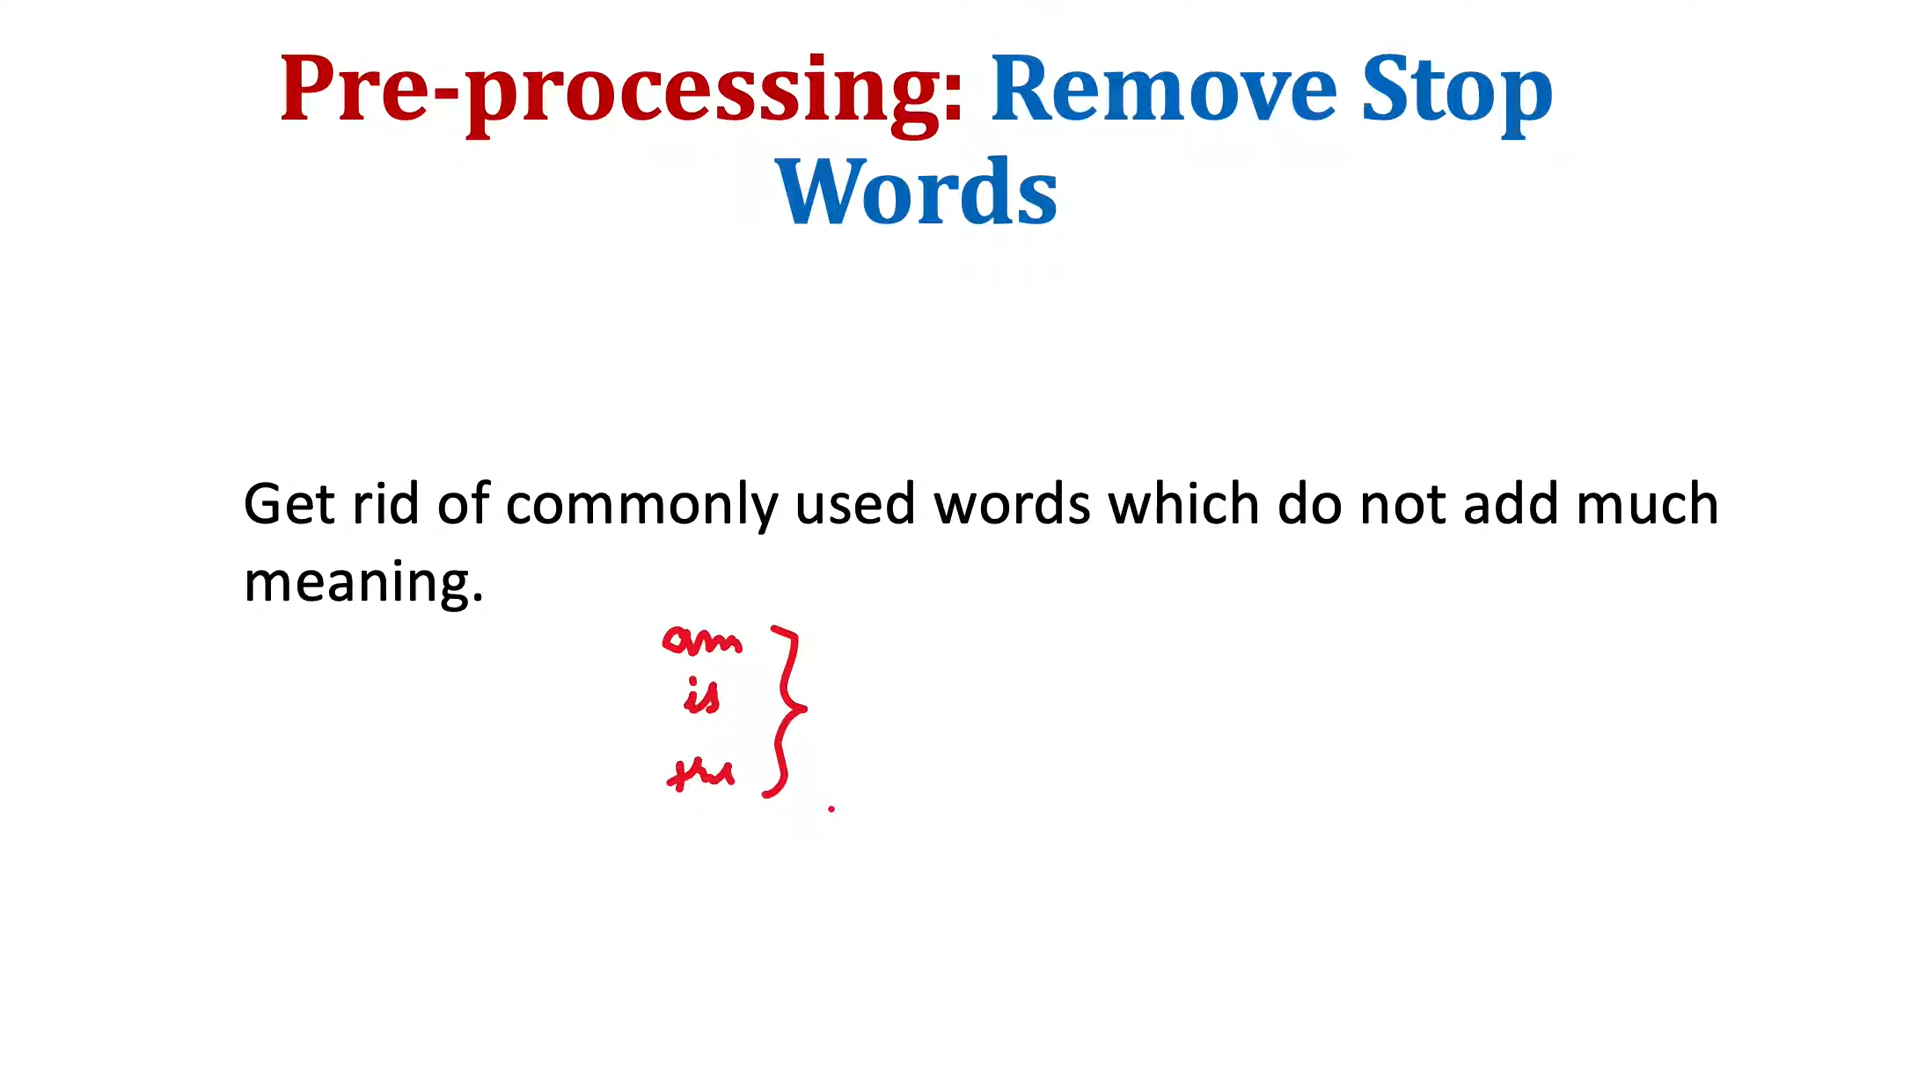 Pre-processing: Remove Stop
Words
Get rid of commonly used words which do not add much
meaning.
am
is
the